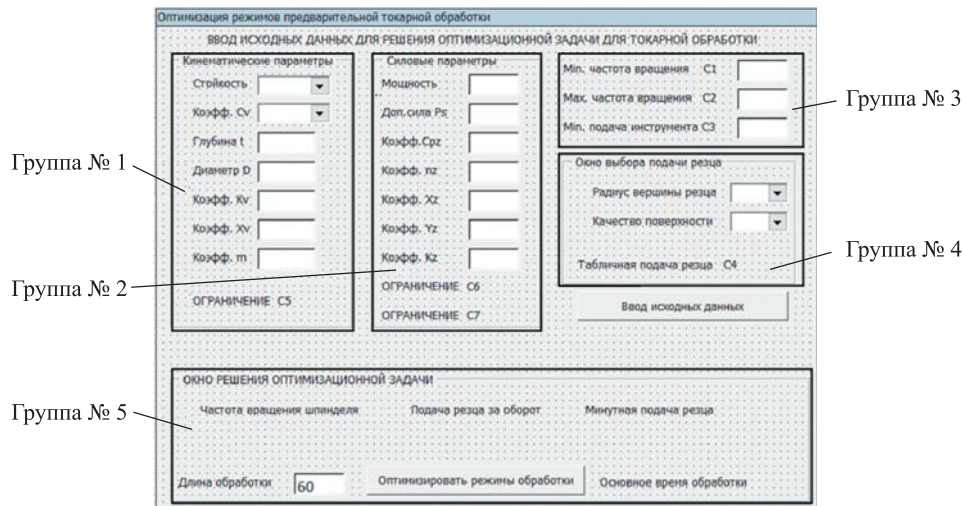 Оптимизация режимов предварительной токарной обработки
ВВОД ИСХОДНЫХ ДАННЫХ ДЛЯ РЕШЕНИЯ ОПТИМИЗАЦИОННОЙ ЗАДАЧИ ДЛЯ ТОКАРНОЙ ОБРАБОТКИ
Кинематические параметры
Стойкость
Коэфф. Cv
Глубина t
Диаметр D
Коэфф. Kv
Коэфф. Xv
Коэфф. m
ОГРАНИЧЕНИЕ C5
Силовые параметры
Мощность
Доп.сила Ps
Коэфф.Cpz
Коэфф. nz
Коэфф. Xz
Коэфф. Yz
Коэфф. Kz
ОГРАНИЧЕНИЕ C6
ОГРАНИЧЕНИЕ C7
Min. частота вращения C1
Max. частота вращения C2
Min. подача инструмента C3
Окно выбора подачи резца
Радиус вершины резца
Качество поверхности
Табличная подача резца C4
Ввод исходных данных
ОКНО РЕШЕНИЯ ОПТИМИЗАЦИОННОЙ ЗАДАЧИ
Частота вращения шпинделя Подача резца за оборот Минутная подача резца
Длина обработки 60 Оптимизировать режимы обработки Основное время обработки
Группа № 1
Группа № 2
Группа № 3
Группа № 4
Группа № 5